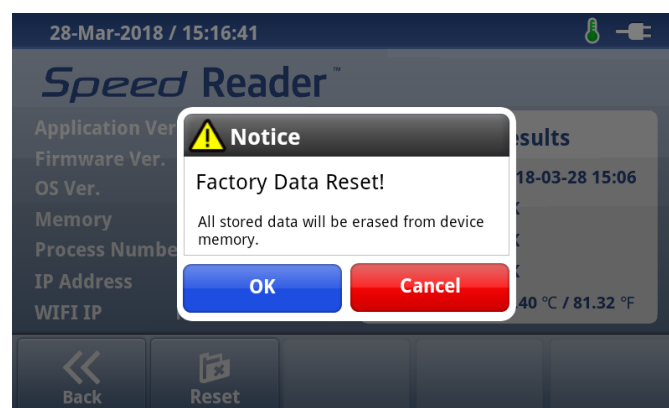 28-Mar-2018 / 15:16:41
Speed Reader™
Application Ver
Firmware Ver.
OS Ver.
Memory
Process Numbe
IP Address
WIFI IP
sults
18-03-28 15:06
40 °C / 81.32 °F
Notice
Factory Data Reset!
All stored data will be erased from device
memory.
OK
Cancel
Back
Reset